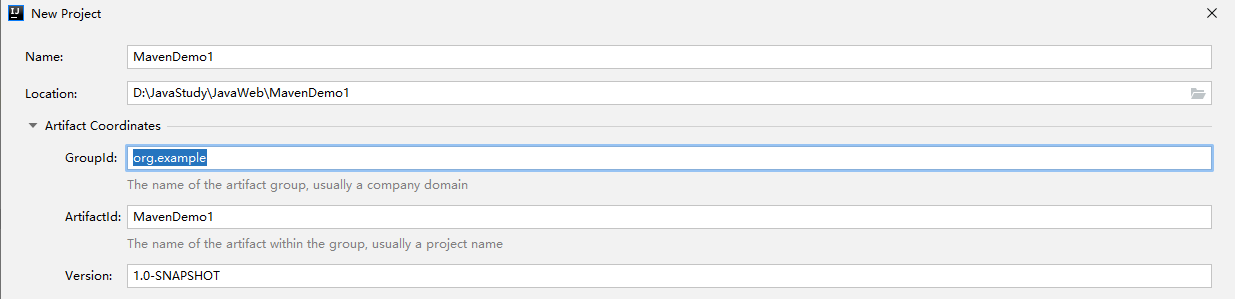 New Project
Name: MavenDemo1
Location: D:\JavaStudy\JavaWeb\MavenDemo1
Artifact Coordinates
GroupId: org.example
The name of the artifact group, usually a company domain
ArtifactId: MavenDemo1
The name of the artifact within the group, usually a project name
Version: 1.0-SNAPSHOT